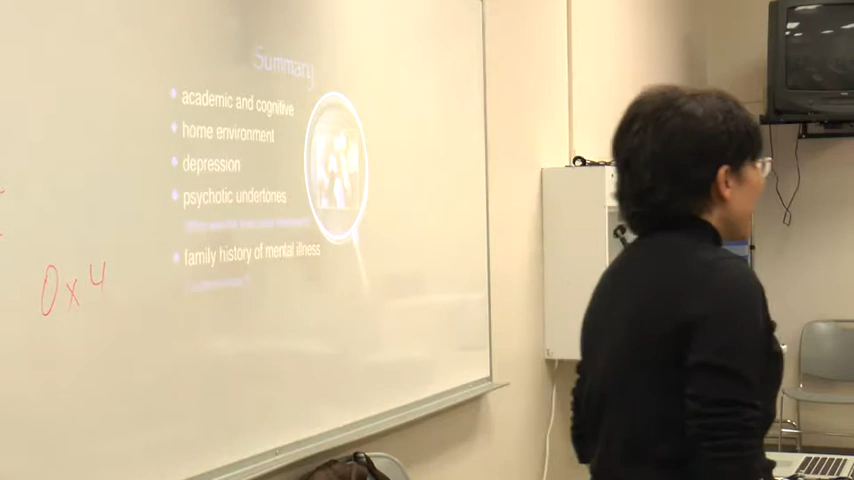 Summary
academic and cognitive
home environment
depression
psychotic undertones
family history of mental illness
0x4